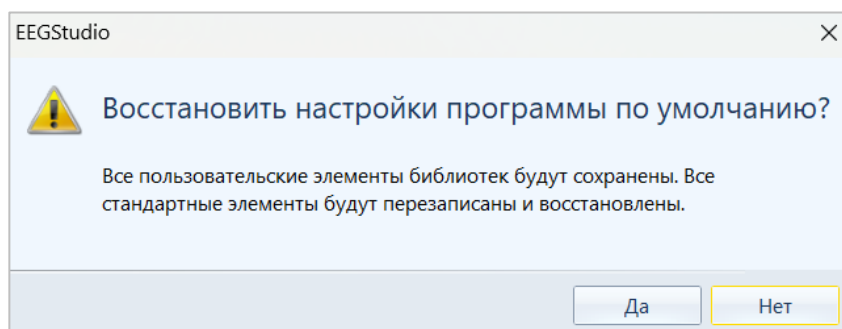 EEGStudio
Восстановить настройки программы по умолчанию?
Все пользовательские элементы библиотек будут сохранены. Все
стандартные элементы будут перезаписаны и восстановлены.
Да
Нет